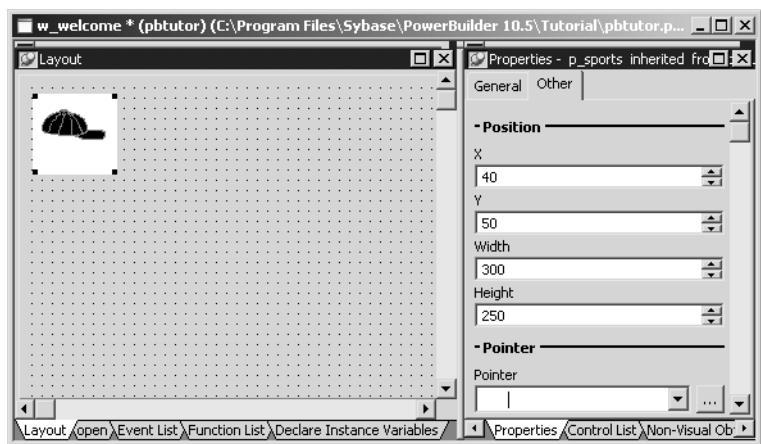 w_welcome * (pbtutor) (C:\Program Files\Sybase\PowerBuilder 10.5\Tutorial\pbtutor.p...
Layout
Properties - p_sports inherited fro
General Other
Position
X
40
Y
50
Width
300
Height
250
Pointer
Pointer
...
Layout open Event List Function List Declare Instance Variables
Properties Control List Non-Visual Ob